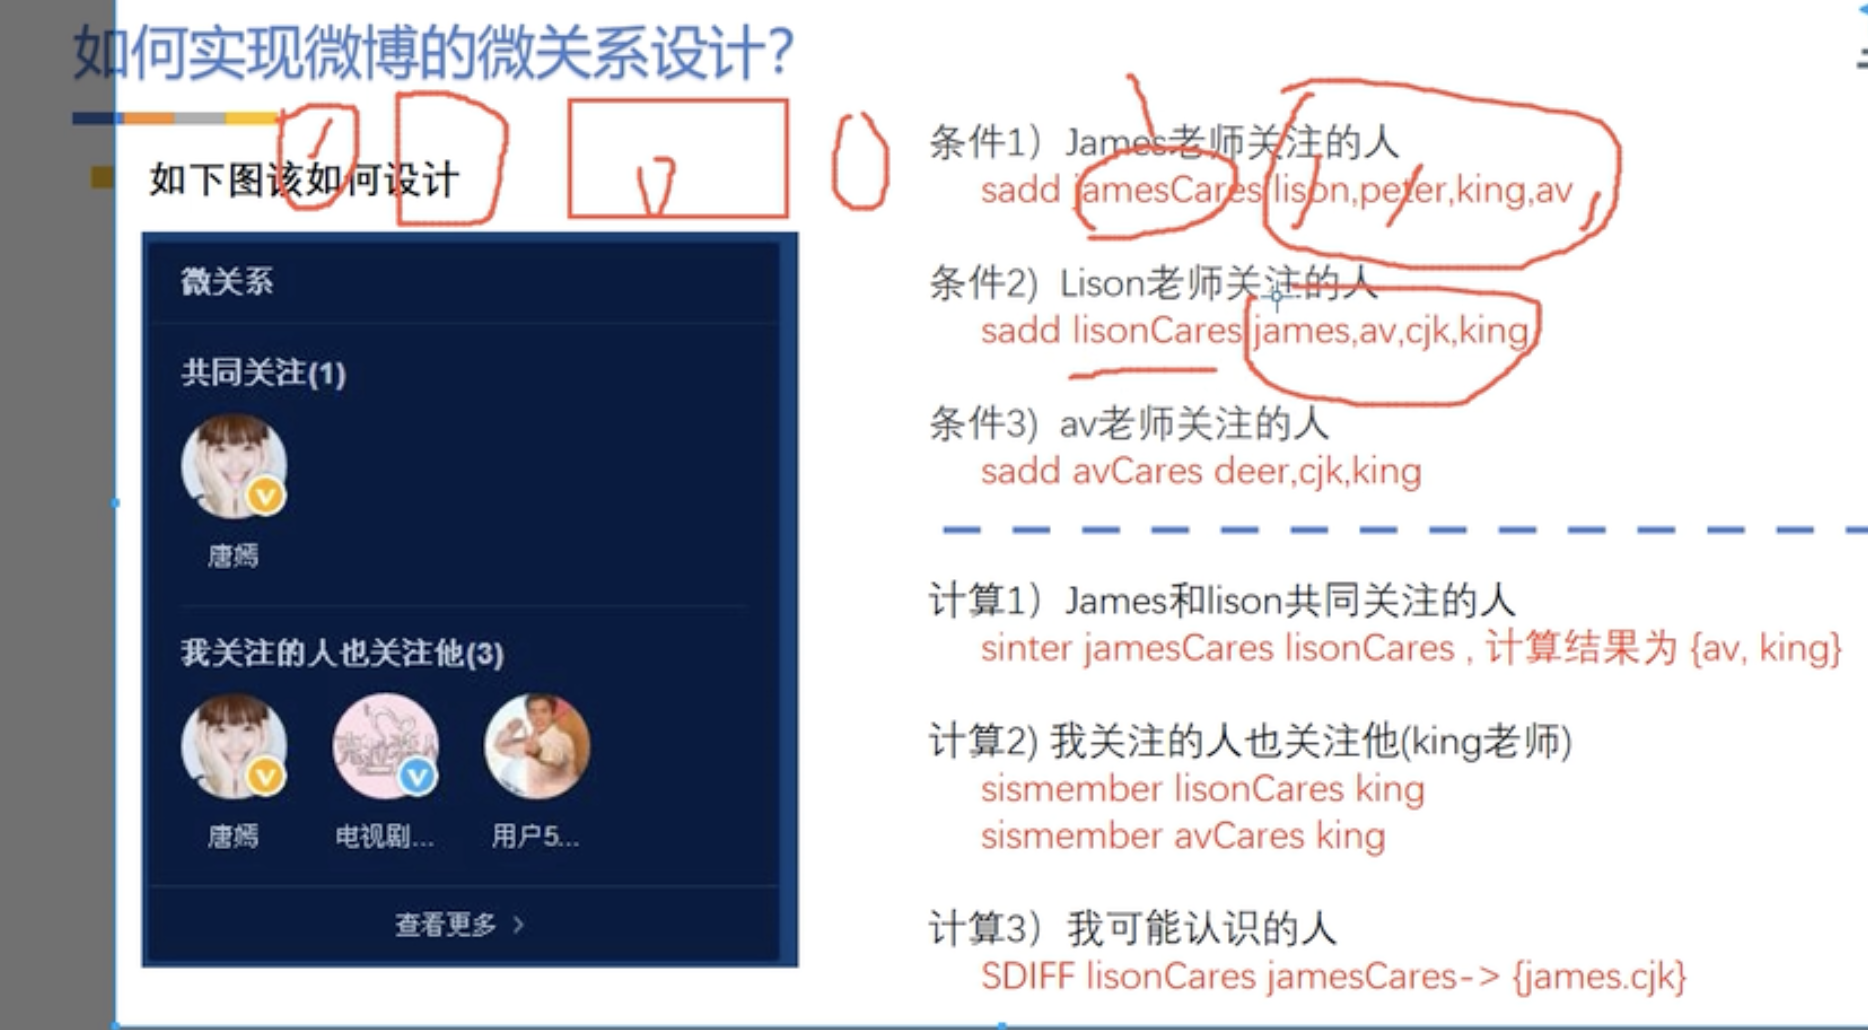 如何实现微博的微关系设计?
如下图该如何设计
微关系
共同关注(1)
唐嫣
我关注的人也关注他(3)
唐嫣 电视剧... 用户5...
查看更多 >
条件1）James老师关注的人
sadd jamesCares lison,peter,king,av
条件2) Lison老师关注的人
sadd lisonCares james,av,cjk,king
条件3) av老师关注的人
sadd avCares deer,cjk,king
计算1）James和lison共同关注的人
sinter jamesCares lisonCares , 计算结果为 {av, king}
计算2) 我关注的人也关注他(king老师)
sismember lisonCares king
sismember avCares king
计算3）我可能认识的人
SDIFF lisonCares jamesCares-> {james.cjk}